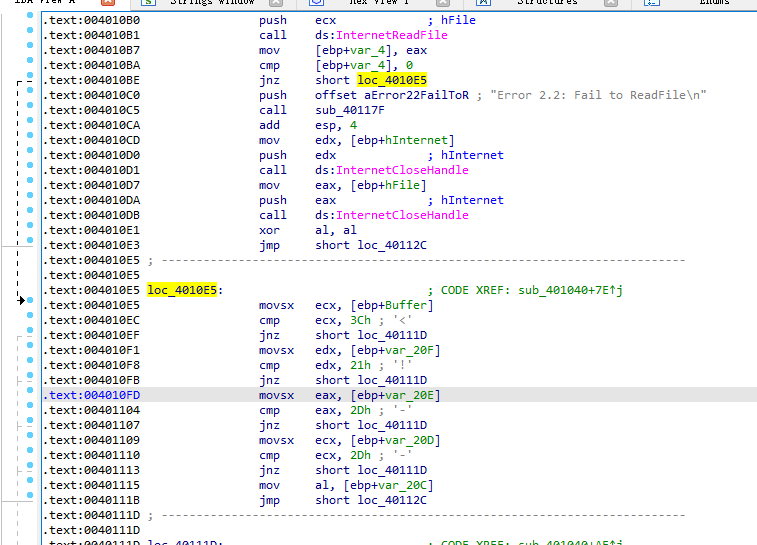 IDA View-A Strings window Hex View-1 Structures Enums
.text:004010B0 push ecx ; hFile
.text:004010B1 call ds:InternetReadFile
.text:004010B7 mov [ebp+var_4], eax
.text:004010BA cmp [ebp+var_4], 0
.text:004010BE jnz short loc_4010E5
.text:004010C0 push offset aError22FailToR ; "Error 2.2: Fail to ReadFile\n"
.text:004010C5 call sub_40117F
.text:004010CA add esp, 4
.text:004010CD mov edx, [ebp+hInternet]
.text:004010D0 push edx ; hInternet
.text:004010D1 call ds:InternetCloseHandle
.text:004010D7 mov eax, [ebp+hFile]
.text:004010DA push eax ; hInternet
.text:004010DB call ds:InternetCloseHandle
.text:004010E1 xor al, al
.text:004010E3 jmp short loc_40112C
.text:004010E5 ; ---------------------------------------------------------------------------
.text:004010E5
.text:004010E5 loc_4010E5: ; CODE XREF: sub_401040+7E↑j
.text:004010E5 movsx ecx, [ebp+Buffer]
.text:004010EC cmp ecx, 3Ch ; '<'
.text:004010EF jnz short loc_40111D
.text:004010F1 movsx edx, [ebp+var_20F]
.text:004010F8 cmp edx, 21h ; '!'
.text:004010FB jnz short loc_40111D
.text:004010FD movsx eax, [ebp+var_20E]
.text:00401104 cmp eax, 2Dh ; '-'
.text:00401107 jnz short loc_40111D
.text:00401109 movsx ecx, [ebp+var_20D]
.text:00401110 cmp ecx, 2Dh ; '-'
.text:00401113 jnz short loc_40111D
.text:00401115 mov al, [ebp+var_20C]
.text:0040111B jmp short loc_40112C
.text:0040111D ; ---------------------------------------------------------------------------
.text:0040111D
.text:0040111D loc_40111D: ; CODE XREF: sub_401040+AF↑j